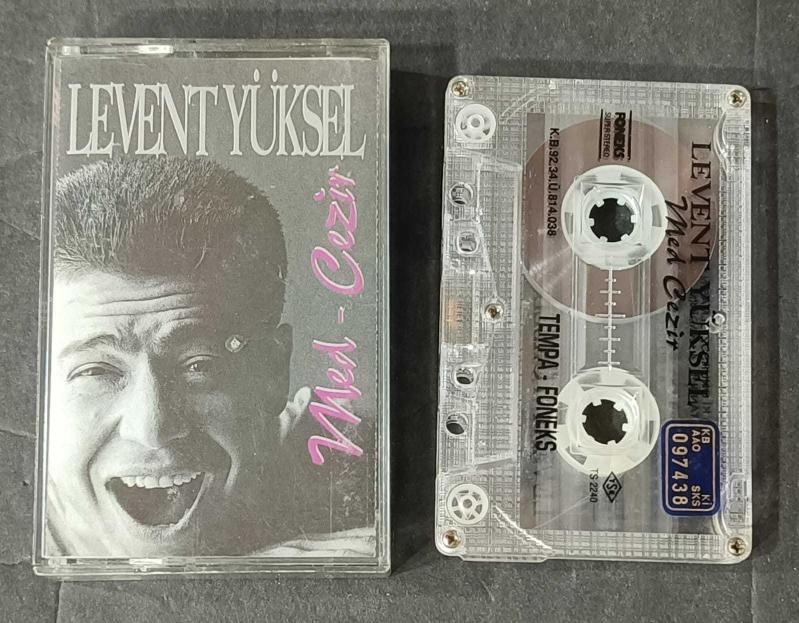 LEVENT YÜKSEL
Med - Cezir
FONEKS
SUPER STEREO
K.B.92.34.Ü.814.038
LEVENT YÜKSEL
Med Cezir
TEMPA - FONEKS
TSE
TS 2240
KB Kİ
AAO SKS
097438